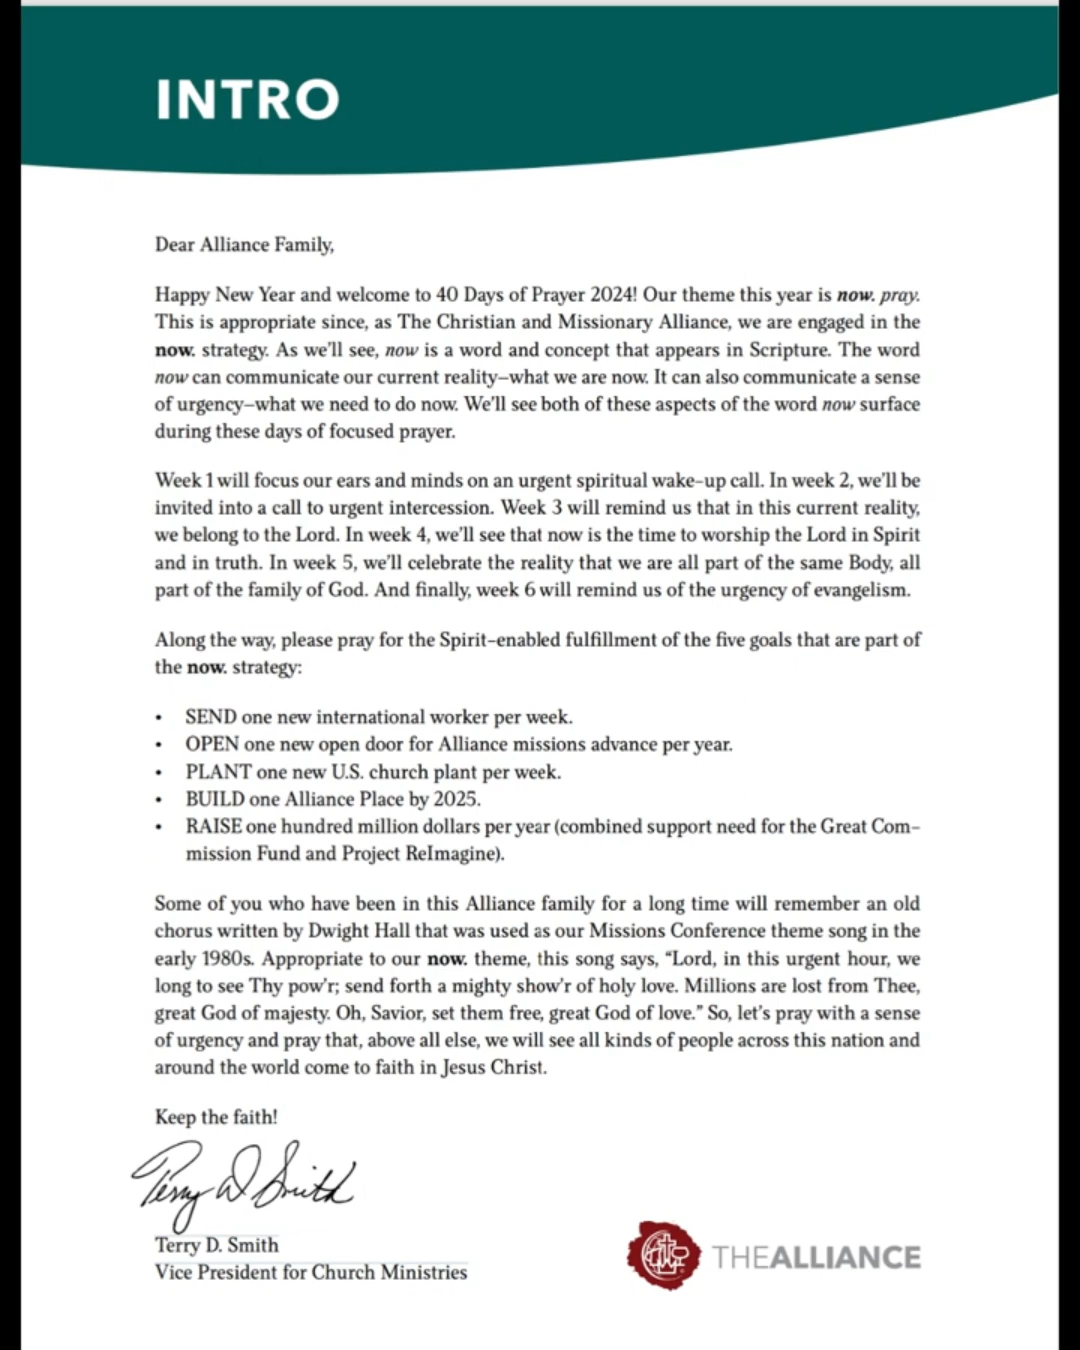 INTRO
Dear Alliance Family,
Happy New Year and welcome to 40 Days of Prayer 2024! Our theme this year is now. pray.
This is appropriate since, as The Christian and Missionary Alliance, we are engaged in the
now. strategy. As we'll see, now is a word and concept that appears in Scripture. The word
now can communicate our current reality–what we are now. It can also communicate a sense
of urgency–what we need to do now. We'll see both of these aspects of the word now surface
during these days of focused prayer.
Week 1 will focus our ears and minds on an urgent spiritual wake-up call. In week 2, we'll be
invited into a call to urgent intercession. Week 3 will remind us that in this current reality,
we belong to the Lord. In week 4, we'll see that now is the time to worship the Lord in Spirit
and in truth. In week 5, we'll celebrate the reality that we are all part of the same Body, all
part of the family of God. And finally, week 6 will remind us of the urgency of evangelism.
Along the way, please pray for the Spirit-enabled fulfillment of the five goals that are part of
the now. strategy:
• SEND one new international worker per week.
• OPEN one new open door for Alliance missions advance per year.
• PLANT one new U.S. church plant per week.
• BUILD one Alliance Place by 2025.
• RAISE one hundred million dollars per year (combined support need for the Great Com-
mission Fund and Project ReImagine).
Some of you who have been in this Alliance family for a long time will remember an old
chorus written by Dwight Hall that was used as our Missions Conference theme song in the
early 1980s. Appropriate to our now. theme, this song says, "Lord, in this urgent hour, we
long to see Thy pow'r; send forth a mighty show'r of holy love. Millions are lost from Thee,
great God of majesty. Oh, Savior, set them free, great God of love." So, let's pray with a sense
of urgency and pray that, above all else, we will see all kinds of people across this nation and
around the world come to faith in Jesus Christ.
Keep the faith!
Terry D Smith
Terry D. Smith
Vice President for Church Ministries
THE ALLIANCE